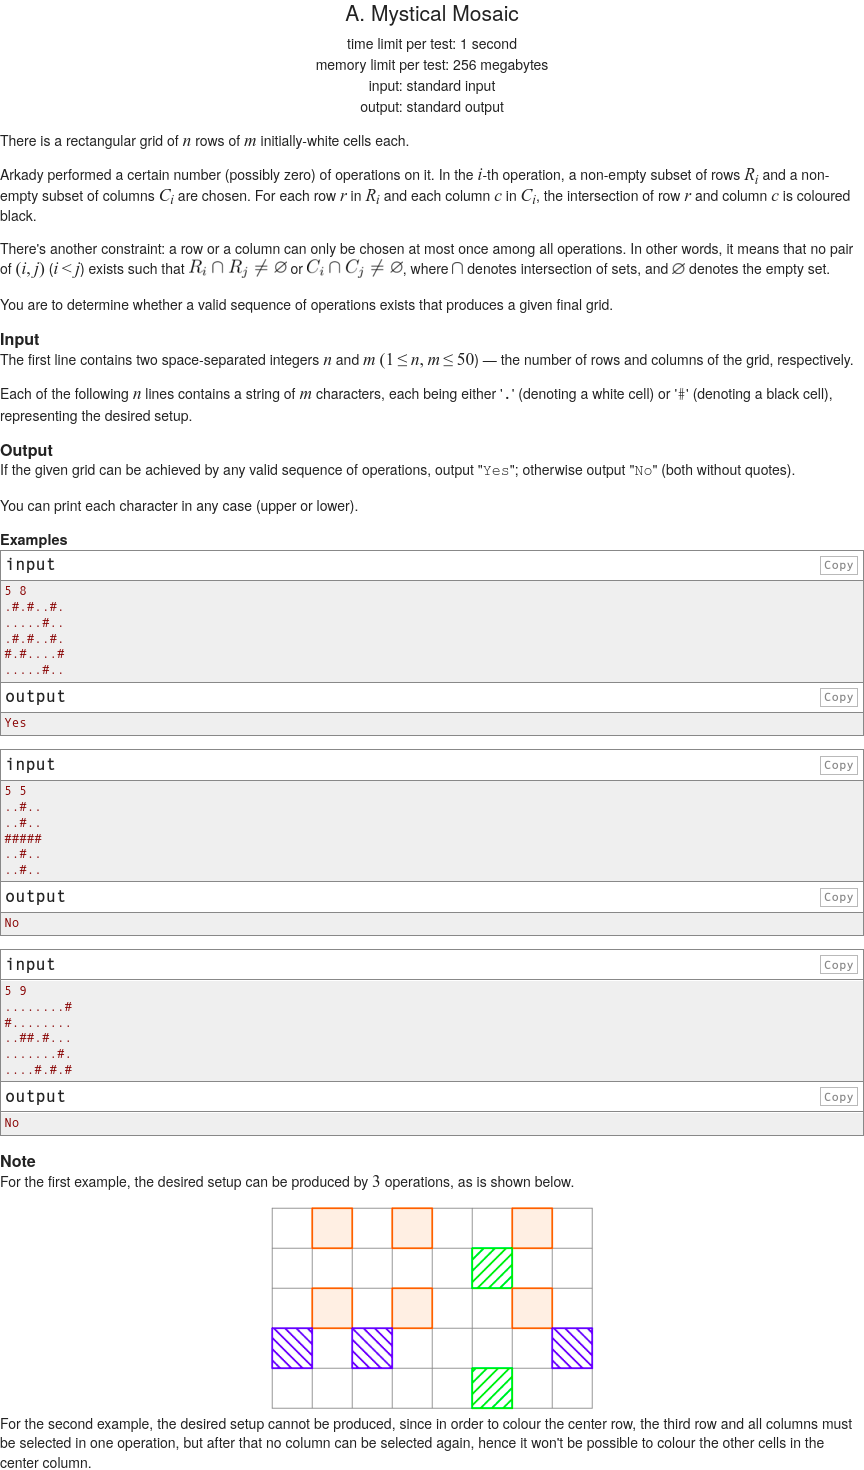 A. Mystical Mosaic
time limit per test: 1 second
memory limit per test: 256 megabytes
input: standard input
output: standard output
There is a rectangular grid of n rows of m initially-white cells each.
Arkady performed a certain number (possibly zero) of operations on it. In the i-th operation, a non-empty subset of rows R_i and a non-
empty subset of columns C_i are chosen. For each row r in R_i and each column c in C_i, the intersection of row r and column c is coloured
black.
There's another constraint: a row or a column can only be chosen at most once among all operations. In other words, it means that no pair
of (i, j) (i < j) exists such that R_i ∩ R_j ≠ ∅ or C_i ∩ C_j ≠ ∅, where ∩ denotes intersection of sets, and ∅ denotes the empty set.
You are to determine whether a valid sequence of operations exists that produces a given final grid.
Input
The first line contains two space-separated integers n and m (1 ≤ n, m ≤ 50) — the number of rows and columns of the grid, respectively.
Each of the following n lines contains a string of m characters, each being either '.' (denoting a white cell) or '#' (denoting a black cell),
representing the desired setup.
Output
If the given grid can be achieved by any valid sequence of operations, output "Yes"; otherwise output "No" (both without quotes).
You can print each character in any case (upper or lower).
Examples
input Copy
5 8
.#.#..#.
.....#..
.#.#..#.
#.#....#
.....#..
output Copy
Yes
input Copy
5 5
..#..
..#..
#####
..#..
..#..
output Copy
No
input Copy
5 9
........#
#........
..##.#...
.......#.
....#.#.#
output Copy
No
Note
For the first example, the desired setup can be produced by 3 operations, as is shown below.
For the second example, the desired setup cannot be produced, since in order to colour the center row, the third row and all columns must
be selected in one operation, but after that no column can be selected again, hence it won't be possible to colour the other cells in the
center column.